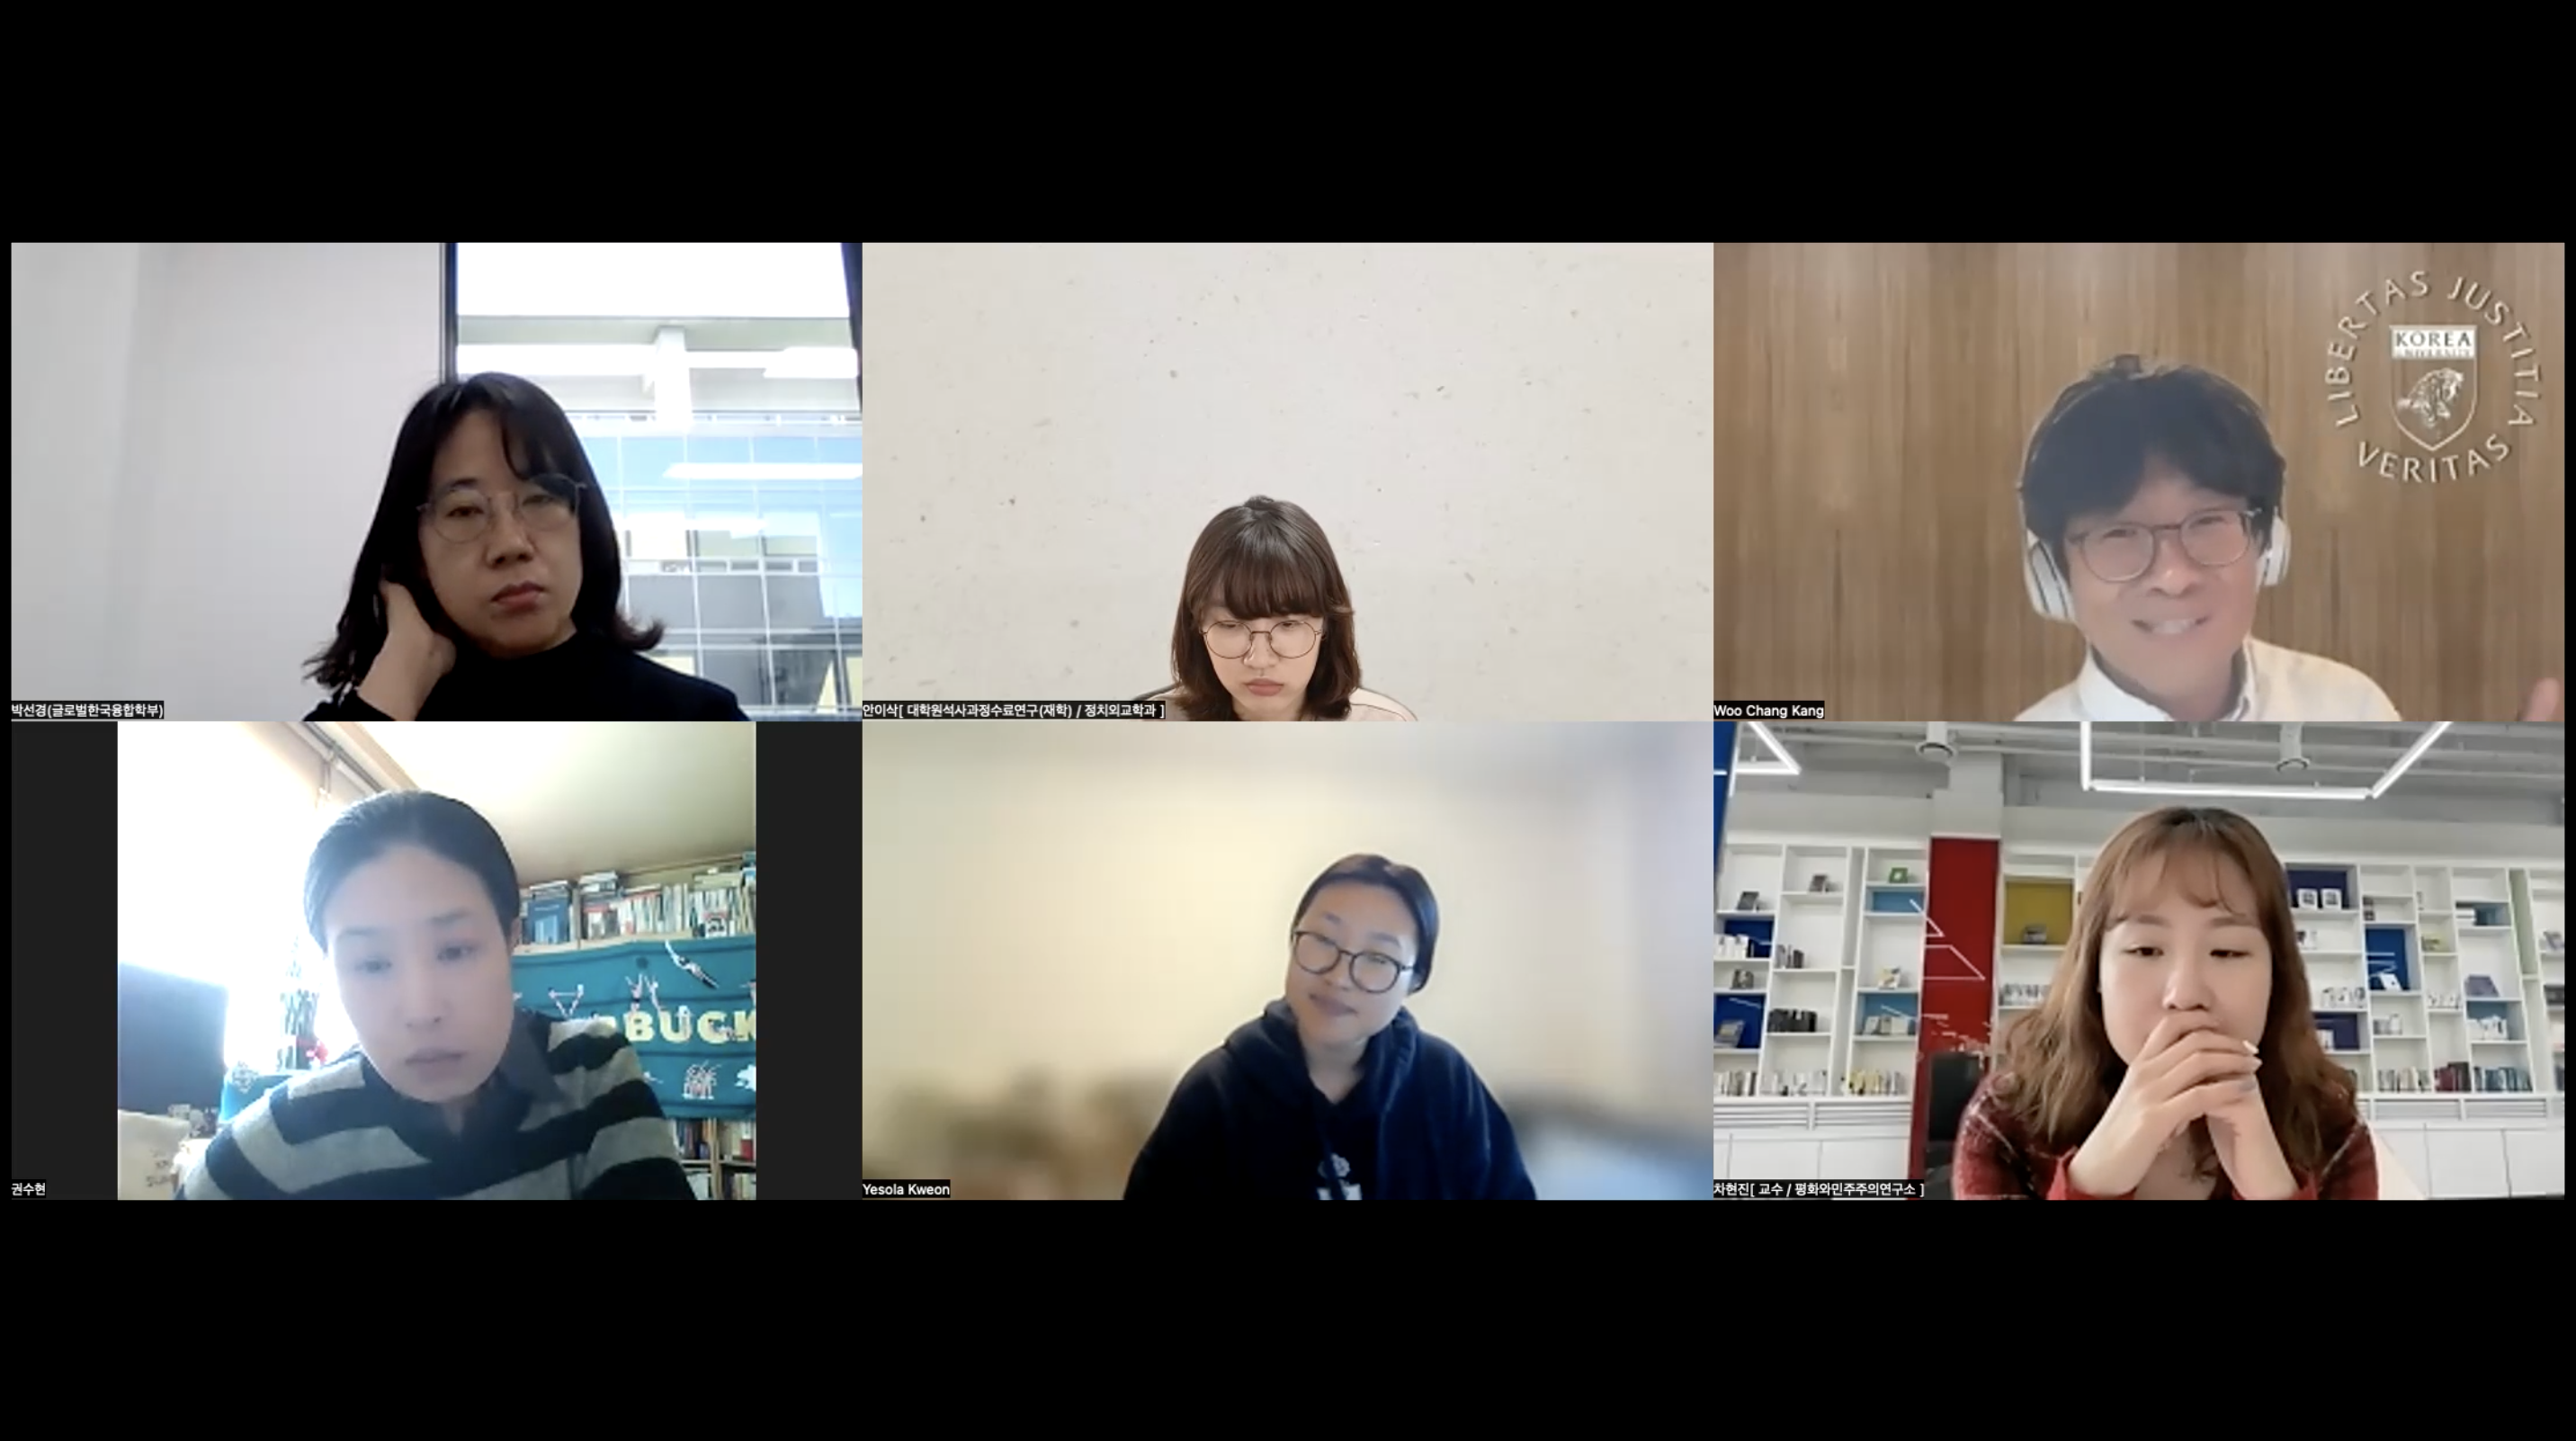 LIBERTAS JUSTITIA VERITAS
KOREA
UNIVERSITY
박선경(글로벌한국융합학부)
안이삭[ 대학원석사과정수료연구(재학) / 정치외교학과 ]
Woo Chang Kang
BUCK
권수현
Yesola Kweon
차현진[ 교수 / 평화와민주주의연구소 ]